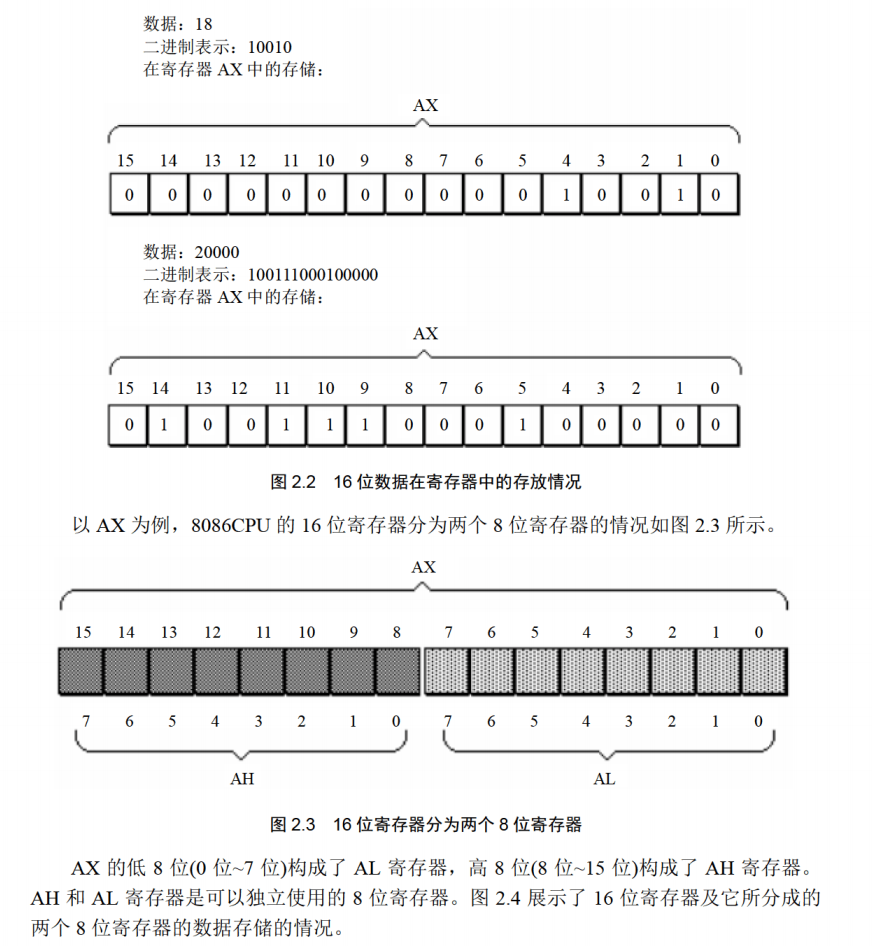 数据：18
二进制表示：10010
在寄存器 AX 中的存储：
AX
15 14 13 12 11 10 9 8 7 6 5 4 3 2 1 0
0 0 0 0 0 0 0 0 0 0 0 1 0 0 1 0
数据：20000
二进制表示：100111000100000
在寄存器 AX 中的存储：
AX
15 14 13 12 11 10 9 8 7 6 5 4 3 2 1 0
0 1 0 0 1 1 1 0 0 0 1 0 0 0 0 0
图 2.2 16 位数据在寄存器中的存放情况
以 AX 为例，8086CPU 的 16 位寄存器分为两个 8 位寄存器的情况如图 2.3 所示。
AX
15 14 13 12 11 10 9 8 7 6 5 4 3 2 1 0
7 6 5 4 3 2 1 0 7 6 5 4 3 2 1 0
AH AL
图 2.3 16 位寄存器分为两个 8 位寄存器
AX 的低 8 位(0 位~7 位)构成了 AL 寄存器，高 8 位(8 位~15 位)构成了 AH 寄存器。
AH 和 AL 寄存器是可以独立使用的 8 位寄存器。图 2.4 展示了 16 位寄存器及它所分成的
两个 8 位寄存器的数据存储的情况。